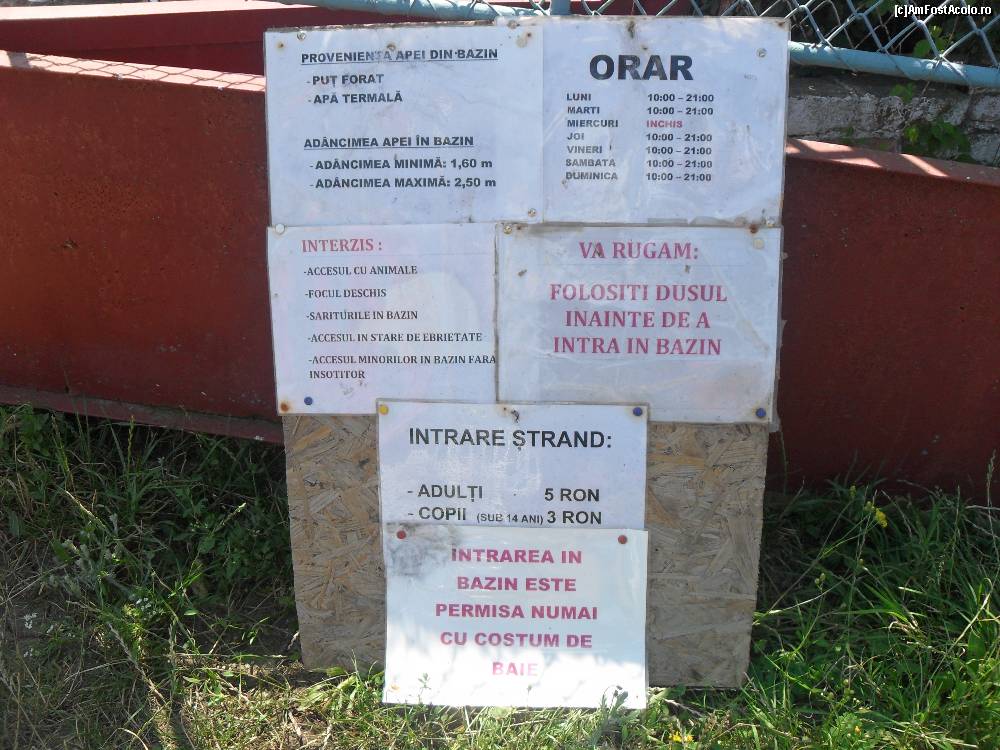 (c)AmFostAcolo.ro
PROVENIENȚA APEI DIN BAZIN
- PUȚ FORAT
- APĂ TERMALĂ
ADÂNCIMEA APEI ÎN BAZIN
- ADÂNCIMEA MINIMĂ: 1,60 m
- ADÂNCIMEA MAXIMĂ: 2,50 m
ORAR
LUNI 10:00 – 21:00
MARTI 10:00 – 21:00
MIERCURI INCHIS
JOI 10:00 – 21:00
VINERI 10:00 – 21:00
SAMBATA 10:00 – 21:00
DUMINICA 10:00 – 21:00
INTERZIS :
-ACCESUL CU ANIMALE
-FOCUL DESCHIS
-SARITURILE IN BAZIN
-ACCESUL IN STARE DE EBRIETATE
-ACCESUL MINORILOR IN BAZIN FARA
INSOTITOR
VA RUGAM:
FOLOSITI DUSUL
INAINTE DE A
INTRA IN BAZIN
INTRARE ȘTRAND:
- ADULȚI - 5 RON
- COPII (SUB 14 ANI) 3 RON
INTRAREA IN
BAZIN ESTE
PERMISA NUMAI
CU COSTUM DE
BAIE